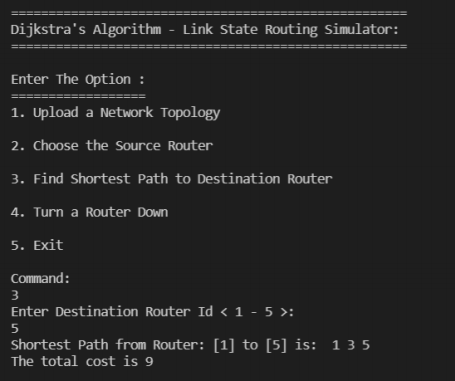 =====================================================
Dijkstra's Algorithm - Link State Routing Simulator:
=====================================================
Enter The Option :
==================
1. Upload a Network Topology
2. Choose the Source Router
3. Find Shortest Path to Destination Router
4. Turn a Router Down
5. Exit
Command:
3
Enter Destination Router Id < 1 - 5 >:
5
Shortest Path from Router: [1] to [5] is:  1 3 5
The total cost is 9